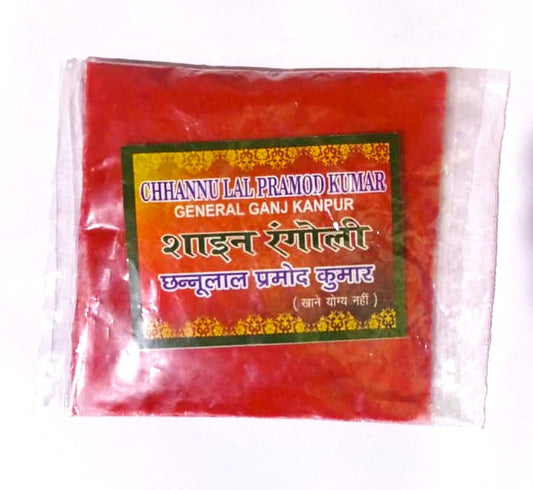 CHHANNU LAL PRAMOD KUMAR
GENERAL GANJ KANPUR
शाइन रंगोली
छन्नूलाल प्रमोद कुमार
( खाने योग्य नहीं )